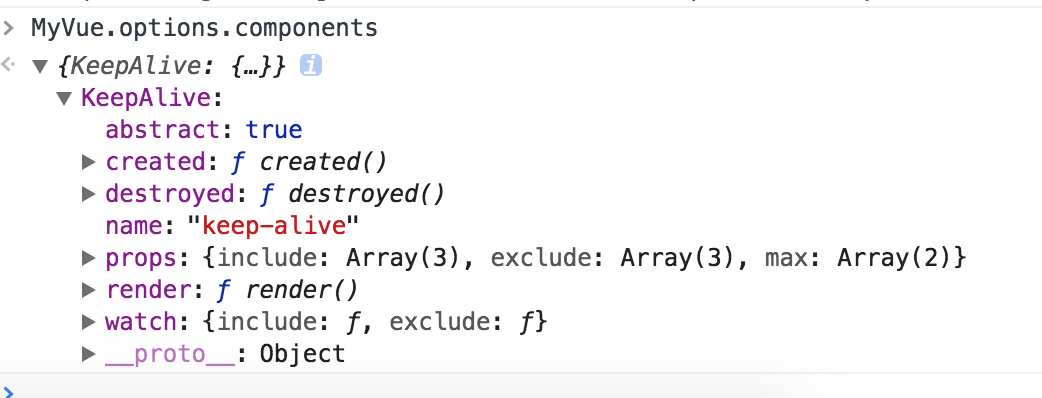 MyVue.options.components
{KeepAlive: {…}} i
KeepAlive:
abstract: true
created: ƒ created()
destroyed: ƒ destroyed()
name: "keep-alive"
props: {include: Array(3), exclude: Array(3), max: Array(2)}
render: ƒ render()
watch: {include: ƒ, exclude: ƒ}
__proto__: Object